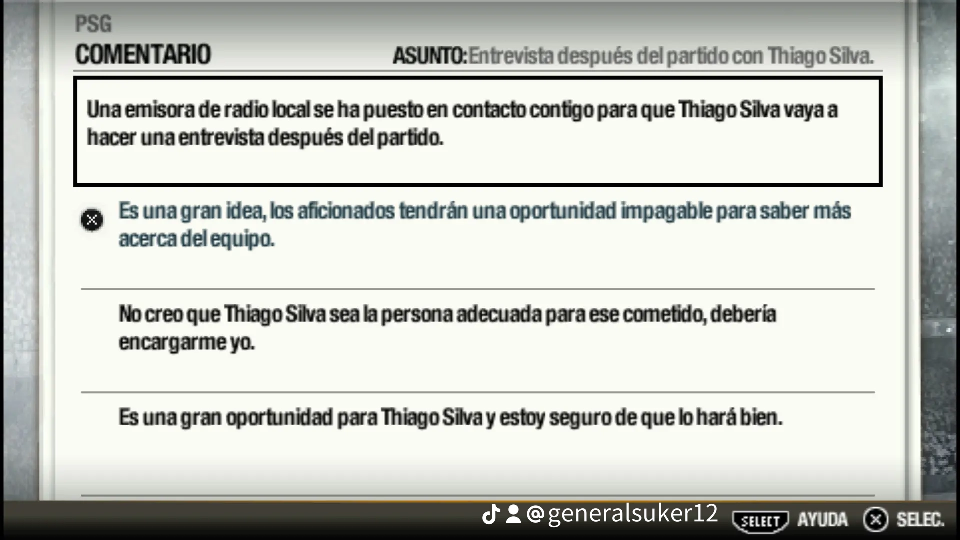 PSG
COMENTARIO
ASUNTO: Entrevista después del partido con Thiago Silva.
Una emisora de radio local se ha puesto en contacto contigo para que Thiago Silva vaya a
hacer una entrevista después del partido.
Es una gran idea, los aficionados tendrán una oportunidad impagable para saber más
acerca del equipo.
No creo que Thiago Silva sea la persona adecuada para ese cometido, debería
encargarme yo.
Es una gran oportunidad para Thiago Silva y estoy seguro de que lo hará bien.
@generalsuker12
SELECT AYUDA
SELEC.